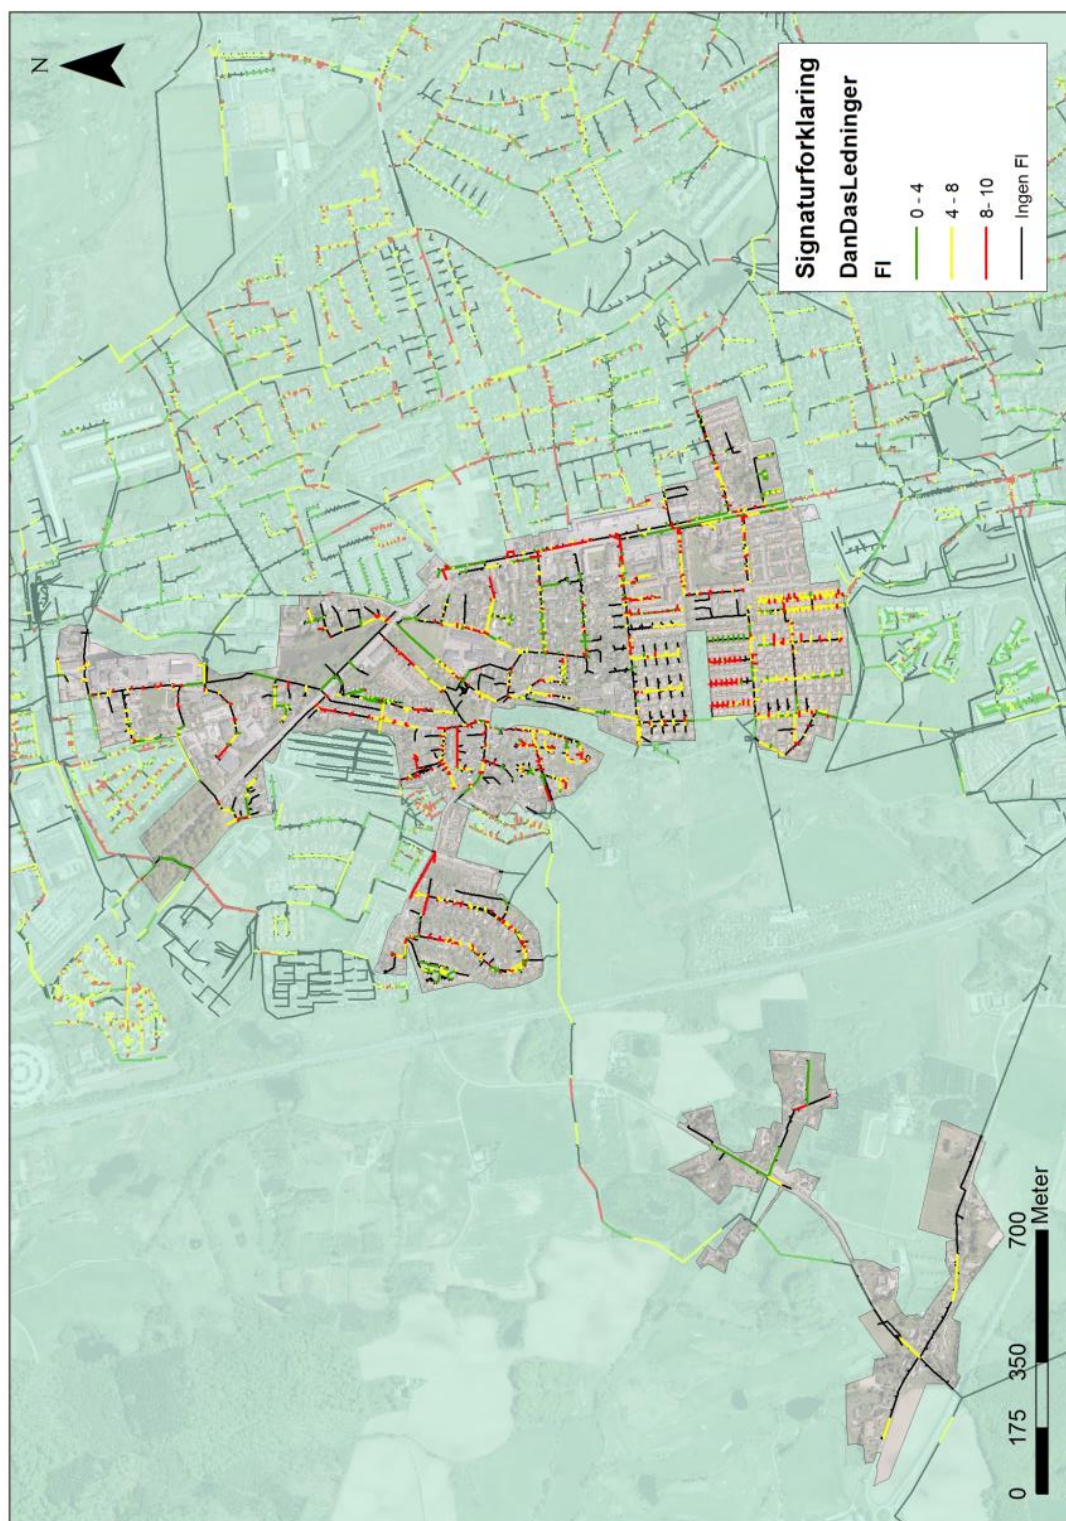 N
Signaturforklaring
DanDasLedninger
FI
0 - 4
4 - 8
8- 10
Ingen FI
0 175 350 700
Meter